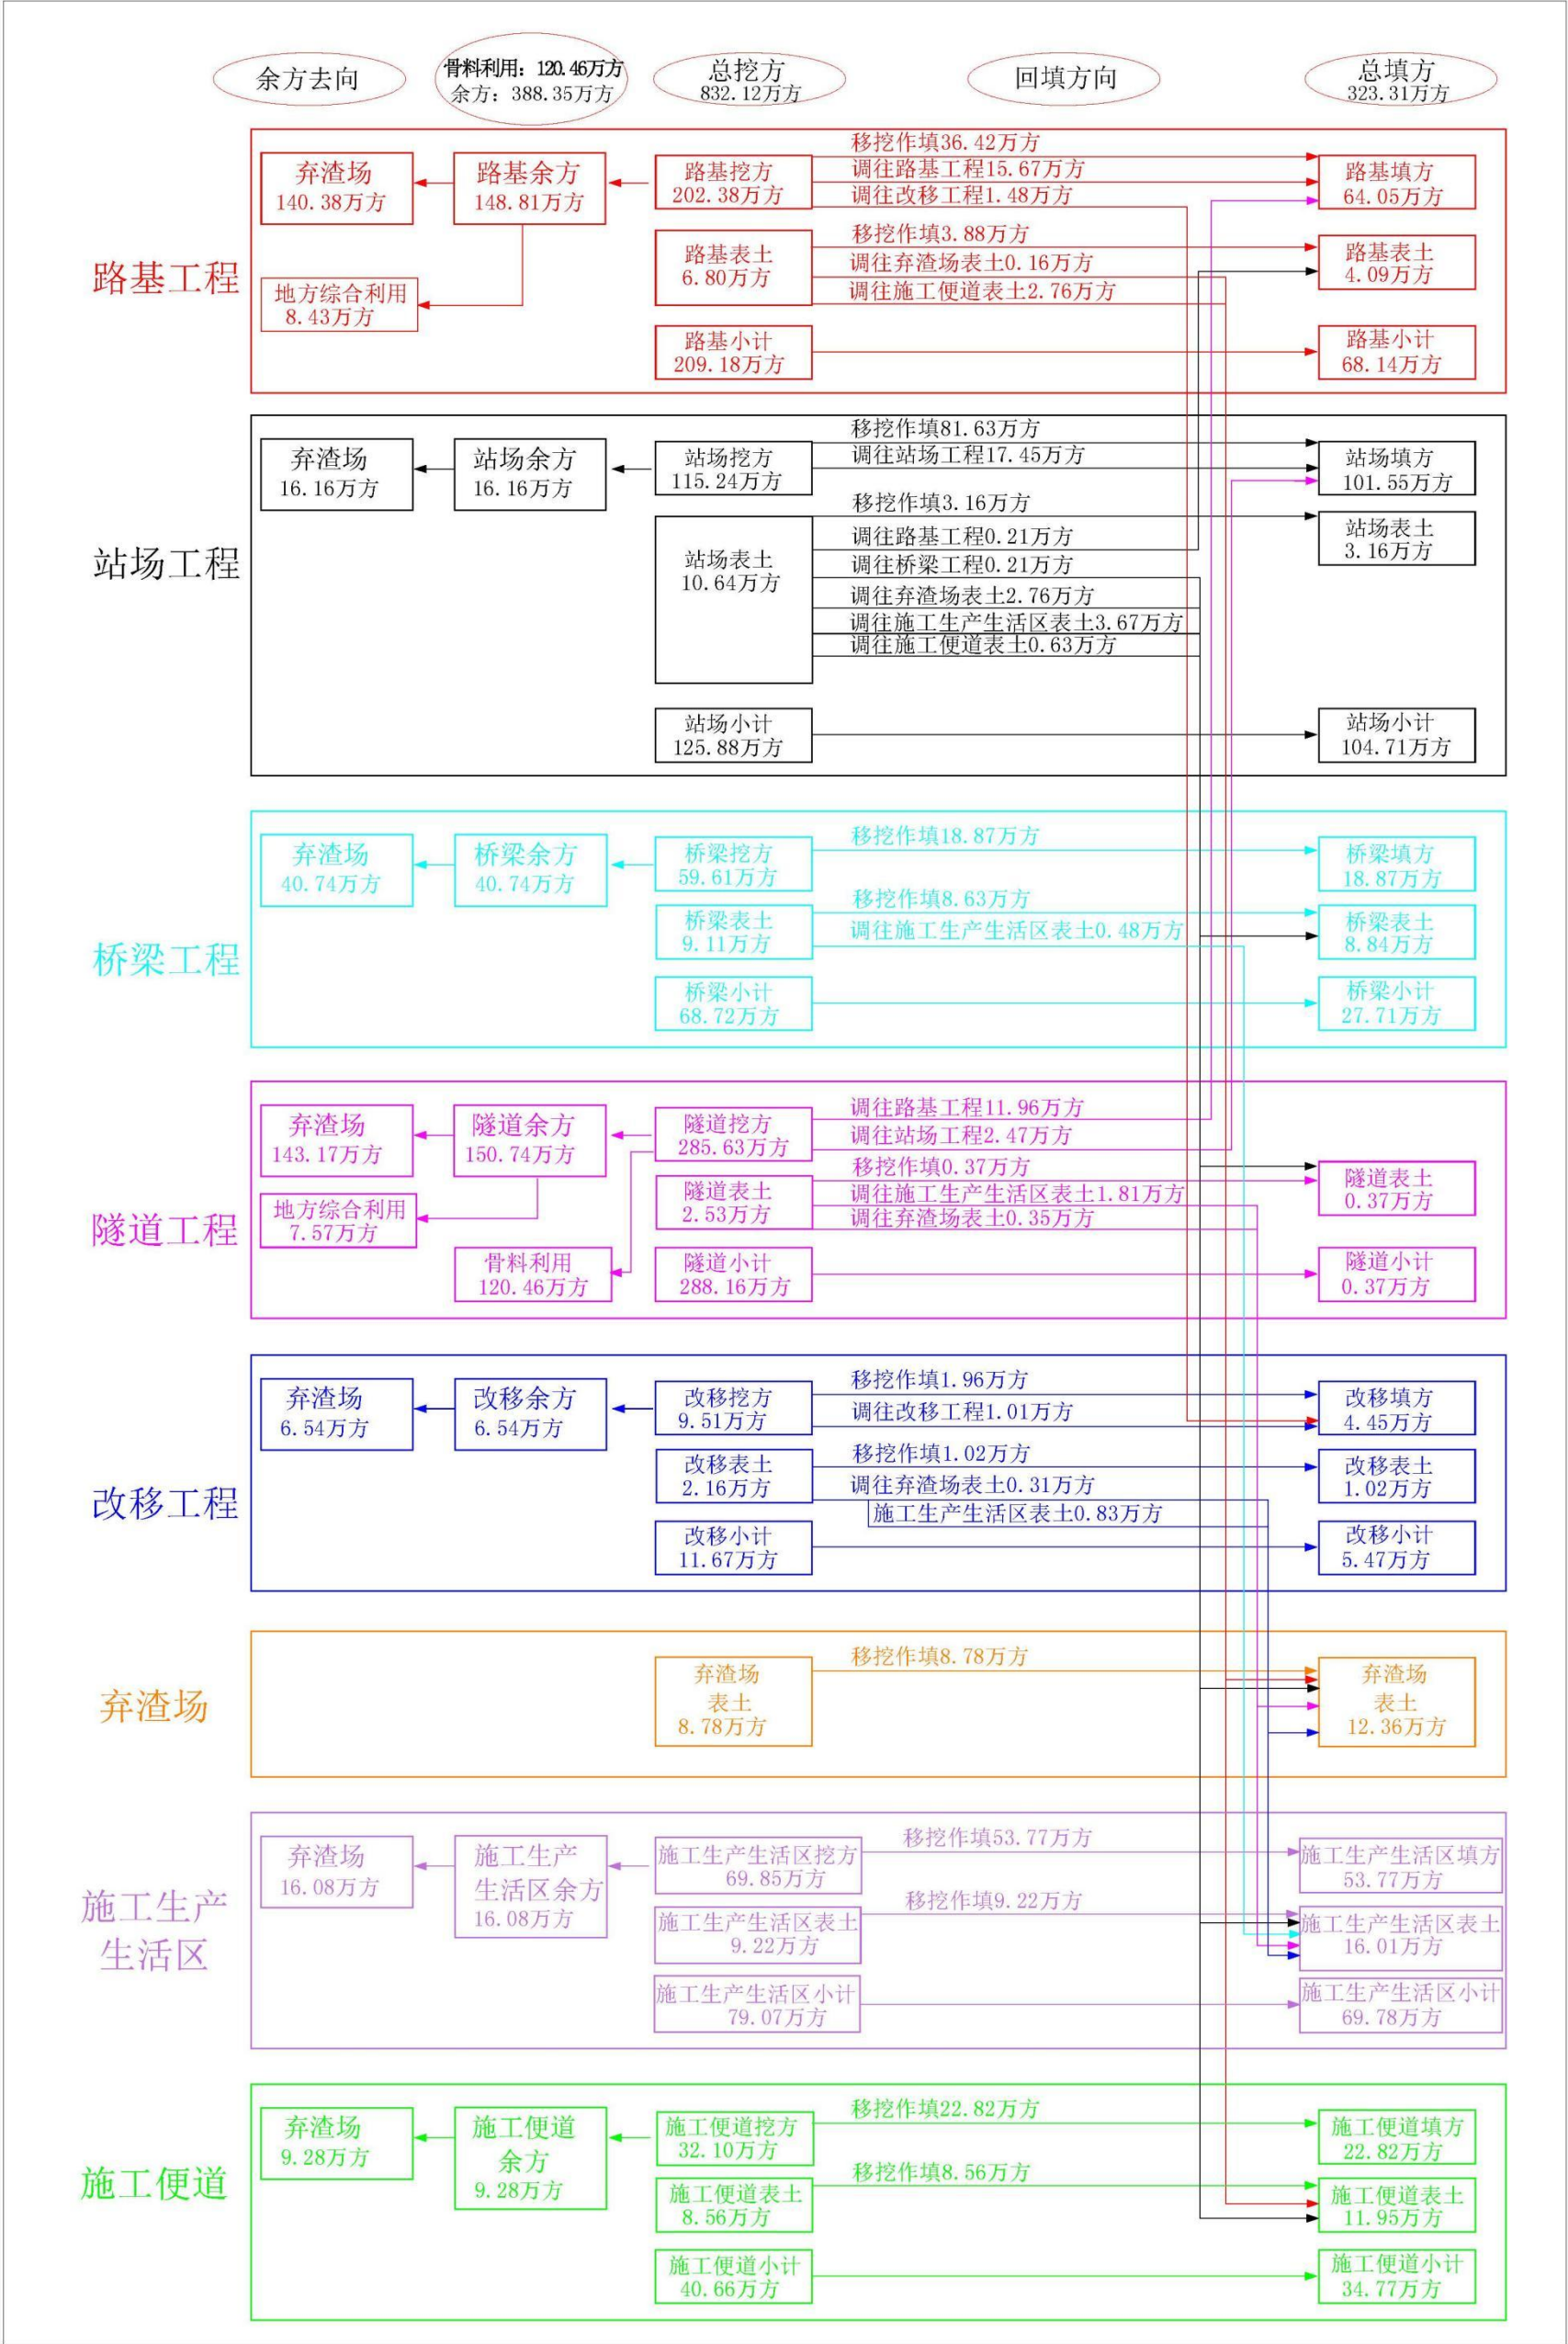 余方去向
骨料利用: 120.46万方
余方: 388.35万方
总挖方
832.12万方
回填方向
总填方
323.31万方
路基工程
弃渣场
140.38万方
路基余方
148.81万方
地方综合利用
8.43万方
路基挖方
202.38万方
移挖作填36.42万方
调往路基工程15.67万方
调往改移工程1.48万方
路基填方
64.05万方
路基表土
6.80万方
移挖作填3.88万方
调往弃渣场表土0.16万方
调往施工便道表土2.76万方
路基表土
4.09万方
路基小计
209.18万方
路基小计
68.14万方
站场工程
弃渣场
16.16万方
站场余方
16.16万方
站场挖方
115.24万方
移挖作填81.63万方
调往站场工程17.45万方
站场填方
101.55万方
站场表土
10.64万方
移挖作填3.16万方
调往路基工程0.21万方
调往桥梁工程0.21万方
调往弃渣场表土2.76万方
调往施工生产生活区表土3.67万方
调往施工便道表土0.63万方
站场表土
3.16万方
站场小计
125.88万方
站场小计
104.71万方
桥梁工程
弃渣场
40.74万方
桥梁余方
40.74万方
桥梁挖方
59.61万方
移挖作填18.87万方
桥梁填方
18.87万方
桥梁表土
9.11万方
移挖作填8.63万方
调往施工生产生活区表土0.48万方
桥梁表土
8.84万方
桥梁小计
68.72万方
桥梁小计
27.71万方
隧道工程
弃渣场
143.17万方
隧道余方
150.74万方
地方综合利用
7.57万方
骨料利用
120.46万方
隧道挖方
285.63万方
调往路基工程11.96万方
调往站场工程2.47万方
隧道表土
2.53万方
移挖作填0.37万方
调往施工生产生活区表土1.81万方
调往弃渣场表土0.35万方
隧道表土
0.37万方
隧道小计
288.16万方
隧道小计
0.37万方
改移工程
弃渣场
6.54万方
改移余方
6.54万方
改移挖方
9.51万方
移挖作填1.96万方
调往改移工程1.01万方
改移填方
4.45万方
改移表土
2.16万方
移挖作填1.02万方
调往弃渣场表土0.31万方
施工生产生活区表土0.83万方
改移表土
1.02万方
改移小计
11.67万方
改移小计
5.47万方
弃渣场
弃渣场
表土
8.78万方
移挖作填8.78万方
弃渣场
表土
12.36万方
施工生产
生活区
弃渣场
16.08万方
施工生产
生活区余方
16.08万方
施工生产生活区挖方
69.85万方
移挖作填53.77万方
施工生产生活区填方
53.77万方
施工生产生活区表土
9.22万方
移挖作填9.22万方
施工生产生活区表土
16.01万方
施工生产生活区小计
79.07万方
施工生产生活区小计
69.78万方
施工便道
弃渣场
9.28万方
施工便道
余方
9.28万方
施工便道挖方
32.10万方
移挖作填22.82万方
施工便道填方
22.82万方
施工便道表土
8.56万方
移挖作填8.56万方
施工便道表土
11.95万方
施工便道小计
40.66万方
施工便道小计
34.77万方